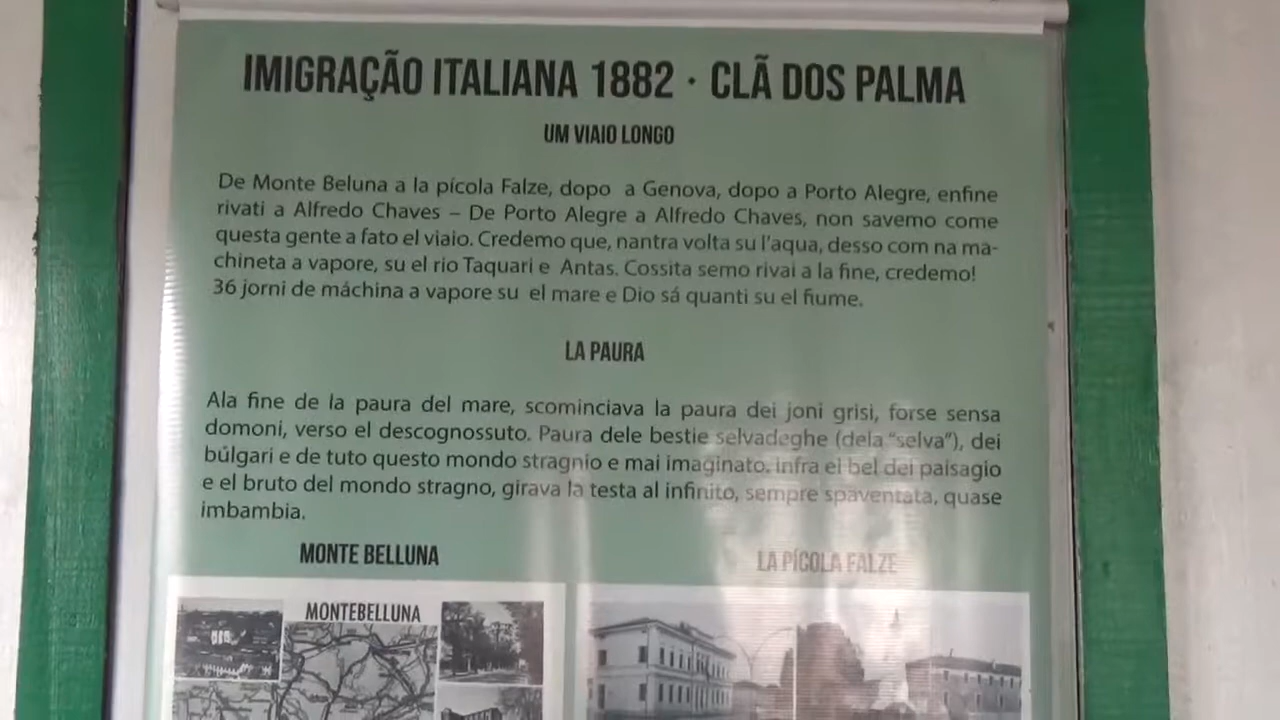 IMIGRAÇÃO ITALIANA 1882 · CLÃ DOS PALMA
UM VIAIO LONGO
De Monte Beluna a la pícola Falze, dopo a Genova, dopo a Porto Alegre, enfine
rivati a Alfredo Chaves – De Porto Alegre a Alfredo Chaves, non savemo come
questa gente a fato el viaio. Credemo que, nantra volta su l'aqua, desso com na ma-
chineta a vapore, su el rio Taquari e Antas. Cossita semo rivai a la fine, credemo!
36 jorni de máchina a vapore su el mare e Dio sá quanti su el fiume.
LA PAURA
Ala fine de la paura del mare, scominciava la paura dei joni grisi, forse sensa
domoni, verso el descognossuto. Paura dele bestie selvadeghe (dela "selva"), dei
búlgari e de tuto questo mondo stragnio e mai imaginato. Infra el bel dei paisagio
e el bruto del mondo stragno, girava la testa al infinito, sempre spaventata, quase
imbambia.
MONTE BELLUNA
LA PÍCOLA FALZE
MONTEBELLUNA